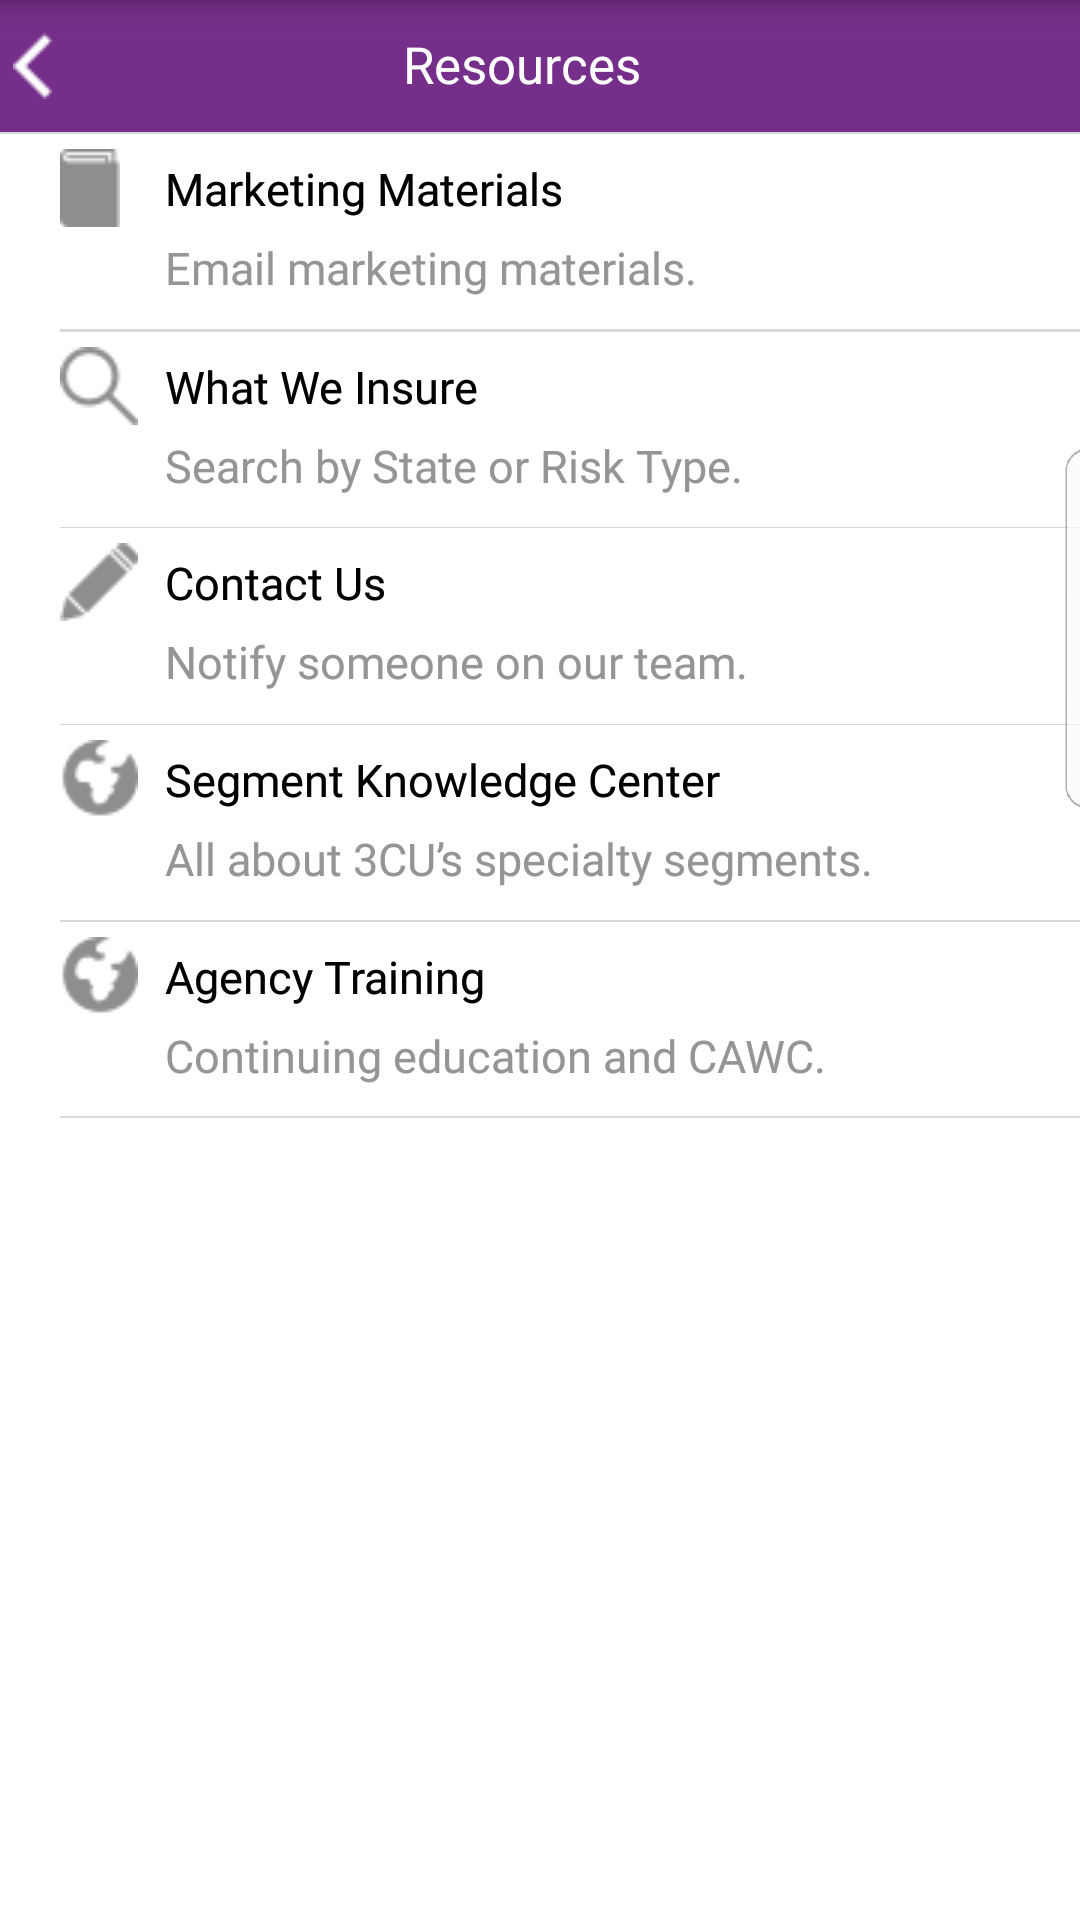 Resources
Marketing Materials
Email marketing materials.
What We Insure
Search by State or Risk Type.
Contact Us
Notify someone on our team.
Segment Knowledge Center
All about 3CU’s specialty segments.
Agency Training
Continuing education and CAWC.